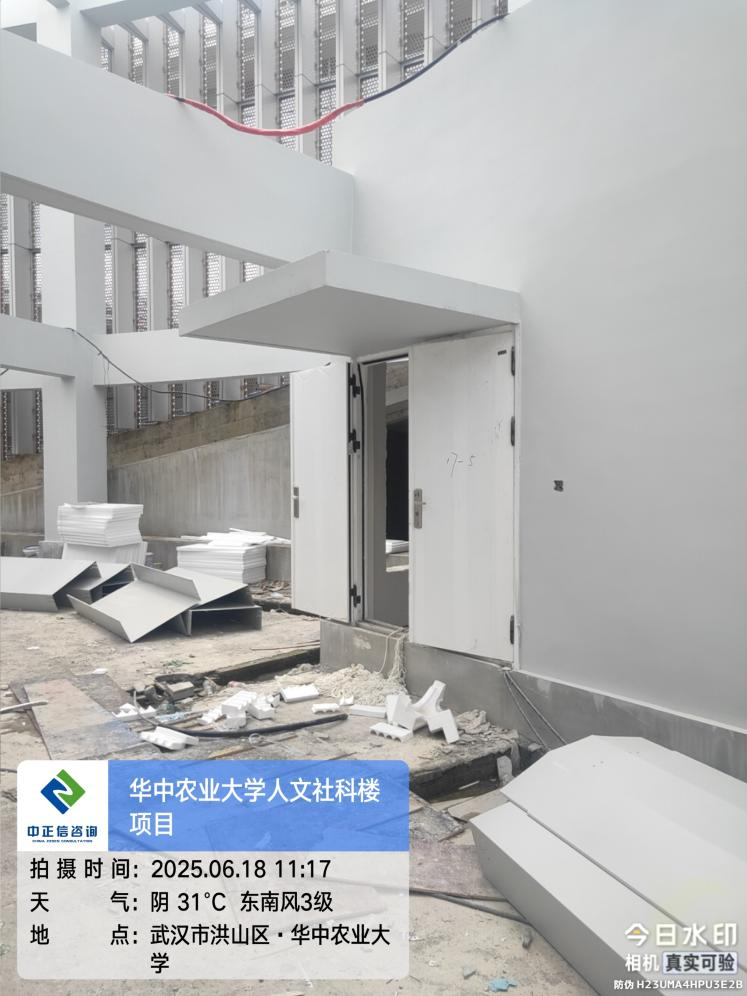 17-5
中正信咨询
CHINA ZOSEN CONSULTATION
华中农业大学人文社科楼
项目
拍摄时间：2025.06.18 11:17
天气：阴 31℃ 东南风3级
地点：武汉市洪山区·华中农业大
学
今日水印
相机 真实可验
防伪 H23UMA4HPU3E2B